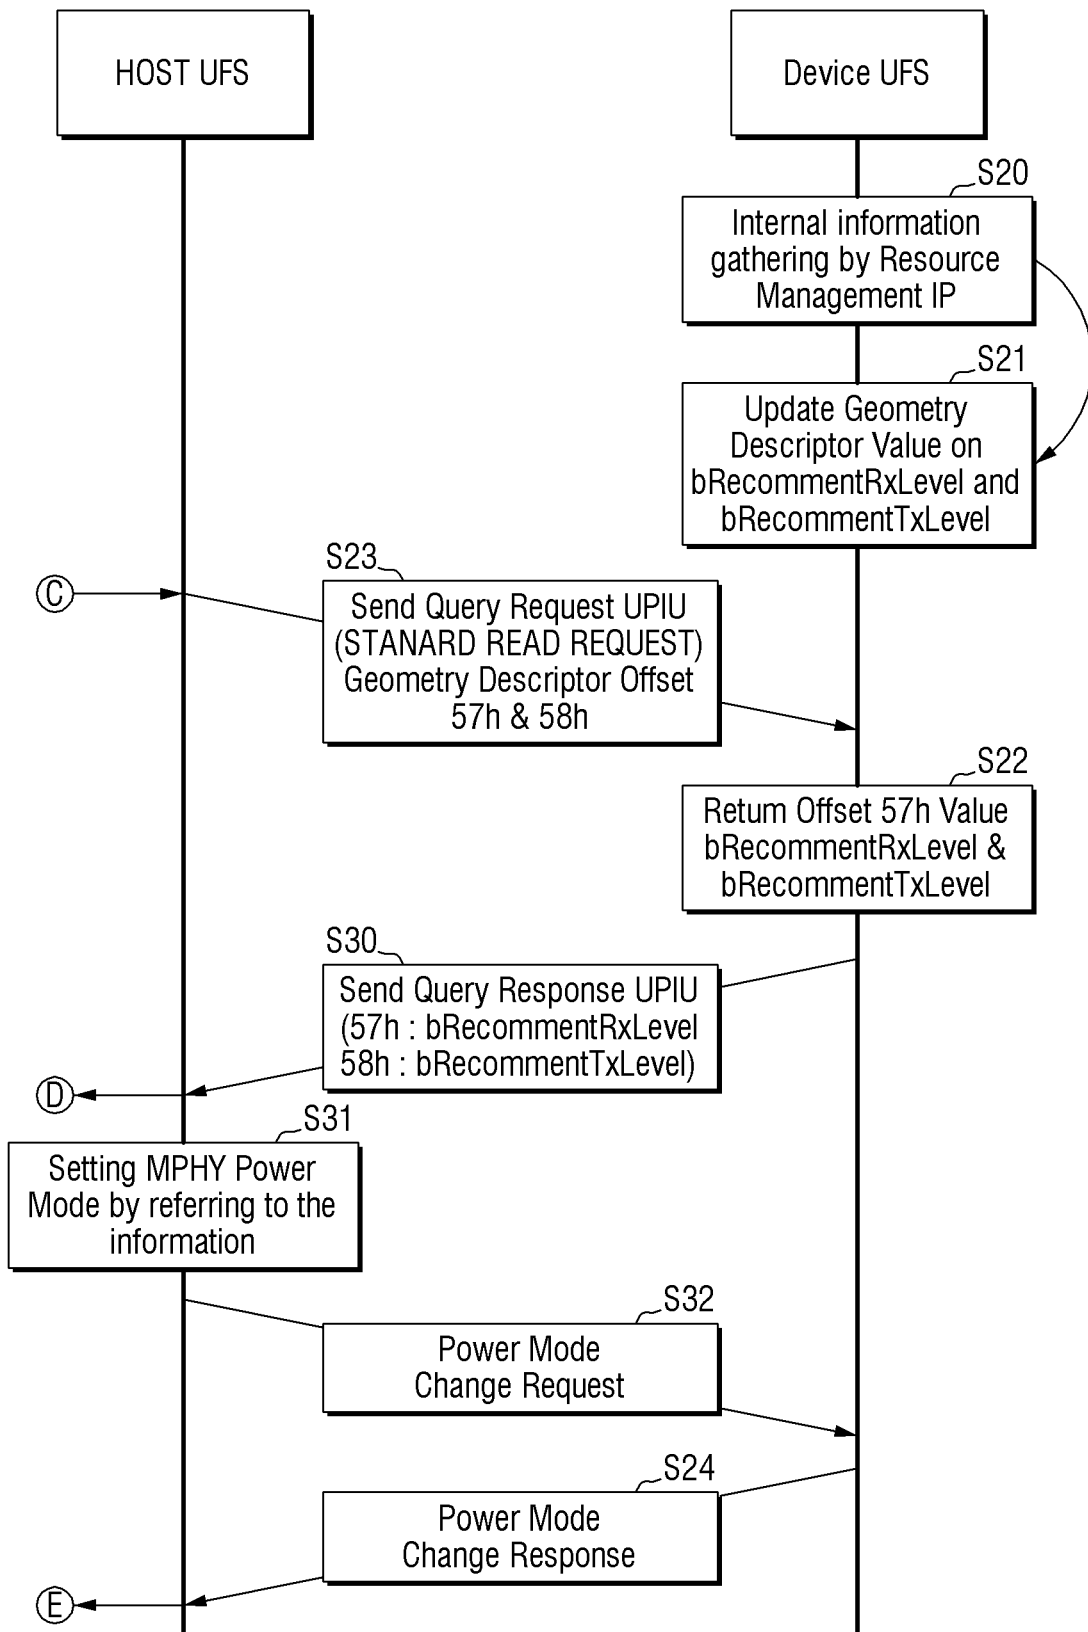 HOST UFS
Device UFS
S20
Internal information
gathering by Resource
Management IP
S21
Update Geometry
Descriptor Value on
bRecommentRxLevel and
bRecommentTxLevel
S23
C
Send Query Request UPIU
(STANARD READ REQUEST)
Geometry Descriptor Offset
57h & 58h
S22
Return Offset 57h Value
bRecommentRxLevel &
bRecommentTxLevel
S30
Send Query Response UPIU
(57h : bRecommentRxLevel
58h : bRecommentTxLevel)
D
S31
Setting MPHY Power
Mode by referring to the
information
S32
Power Mode
Change Request
S24
Power Mode
Change Response
E